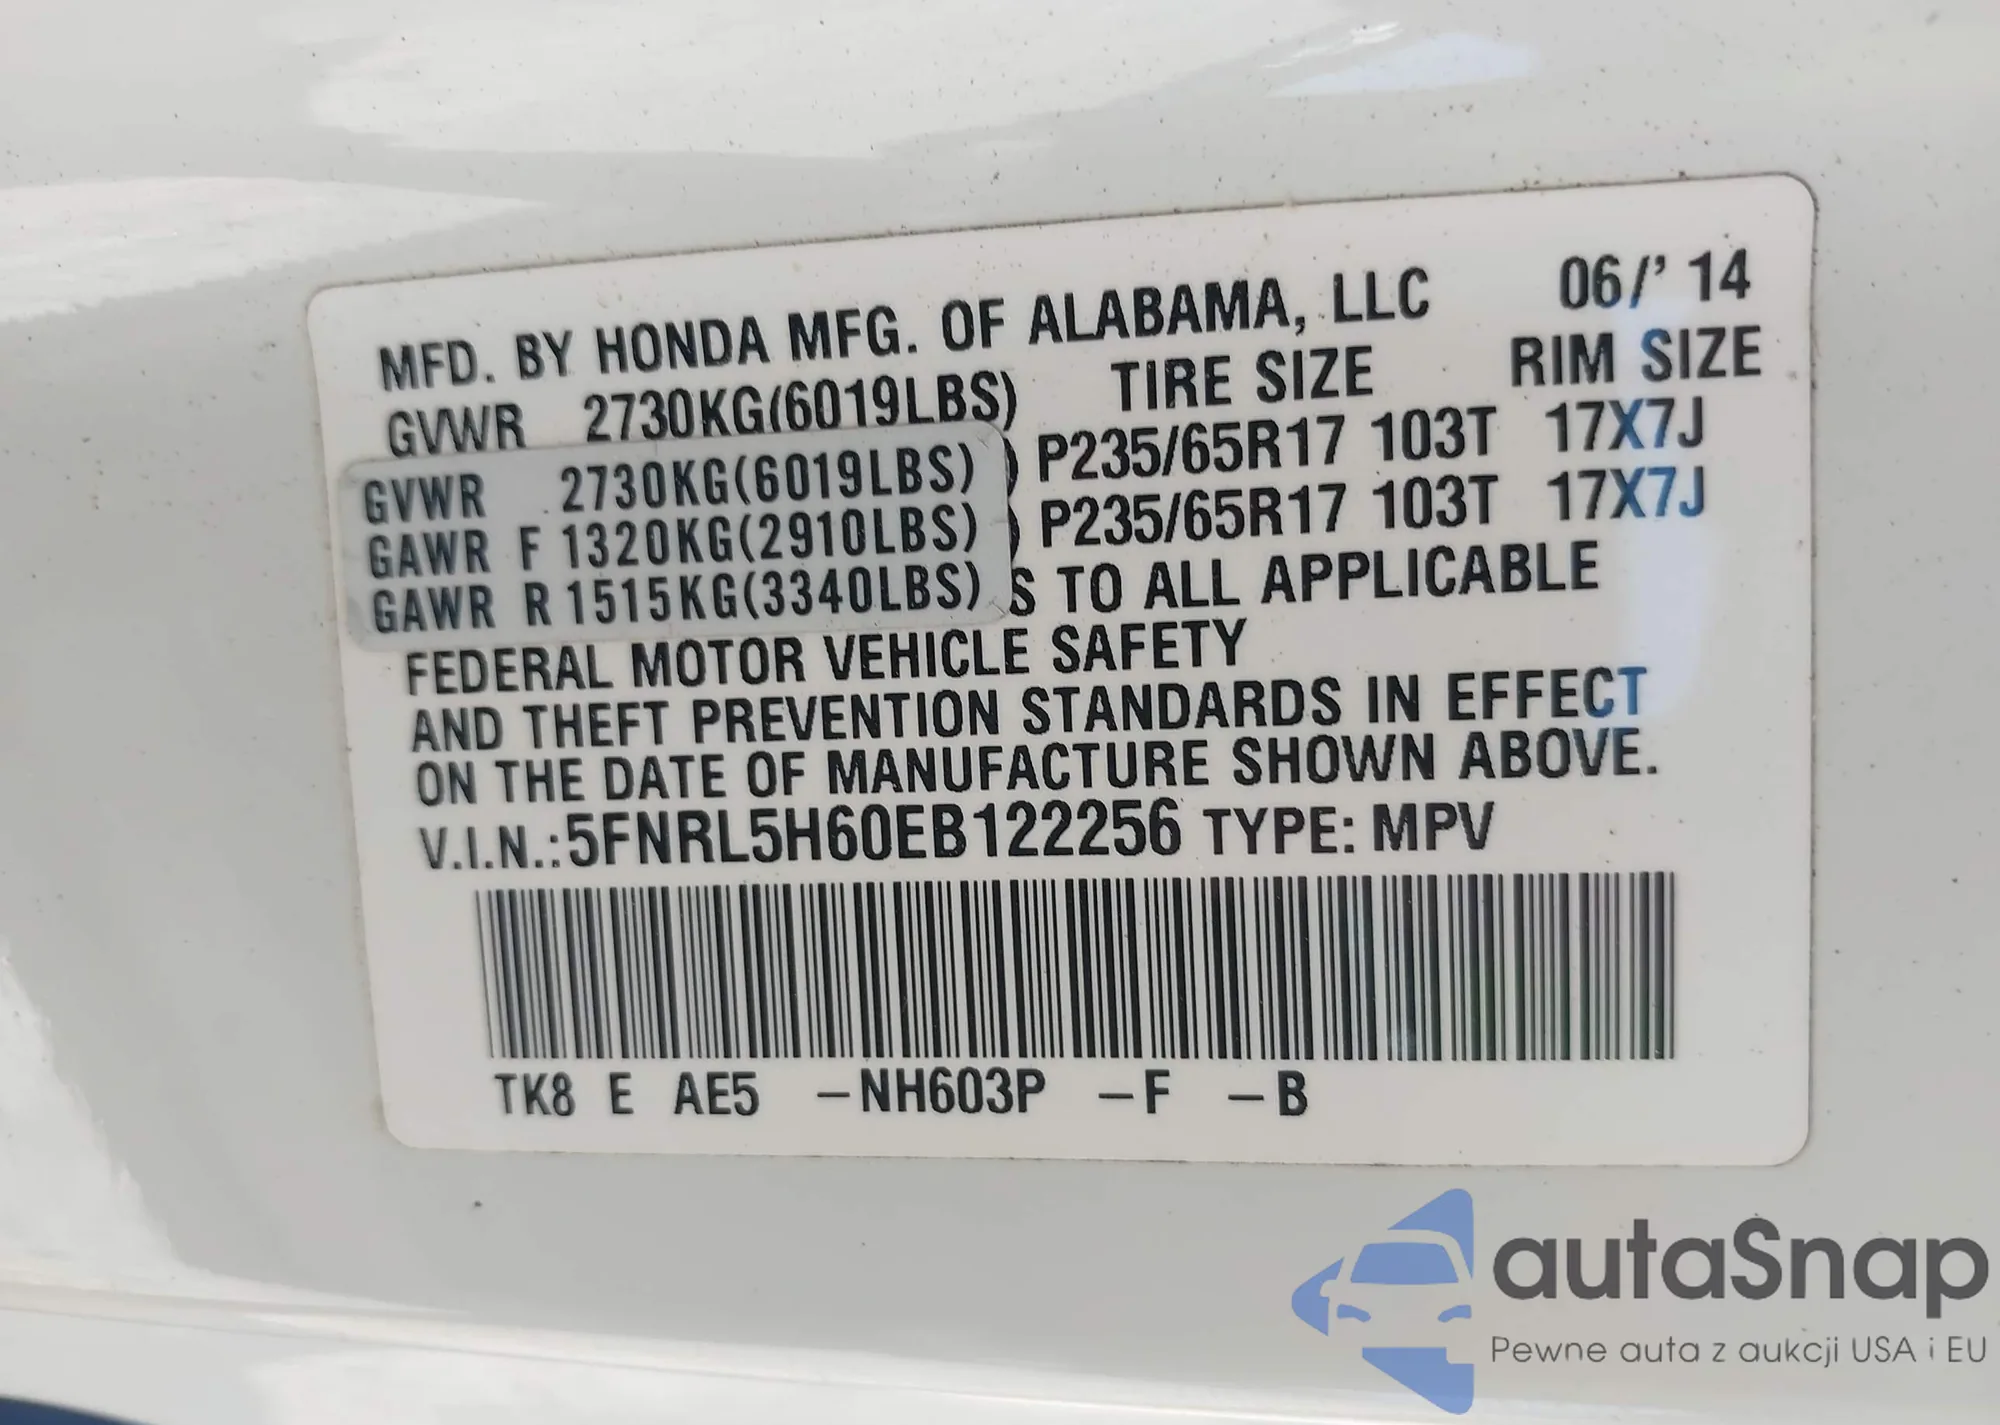 MFD. BY HONDA MFG. OF ALABAMA, LLC 06/' 14
GVWR 2730KG(6019LBS) TIRE SIZE RIM SIZE
GVWR 2730KG(6019LBS) ) P235/65R17 103T 17X7J
GAWR F 1320KG(2910LBS) ) P235/65R17 103T 17X7J
GAWR R 1515KG(3340LBS) S TO ALL APPLICABLE
FEDERAL MOTOR VEHICLE SAFETY
AND THEFT PREVENTION STANDARDS IN EFFECT
ON THE DATE OF MANUFACTURE SHOWN ABOVE.
V.I.N.:5FNRL5H60EB122256 TYPE: MPV
TK8 E AE5 –NH603P –F –B
autaSnap
Pewne auta z aukcji USA i EU